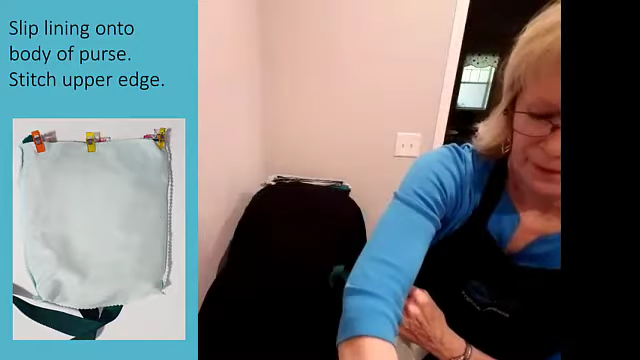 Slip lining onto
body of purse.
Stitch upper edge.